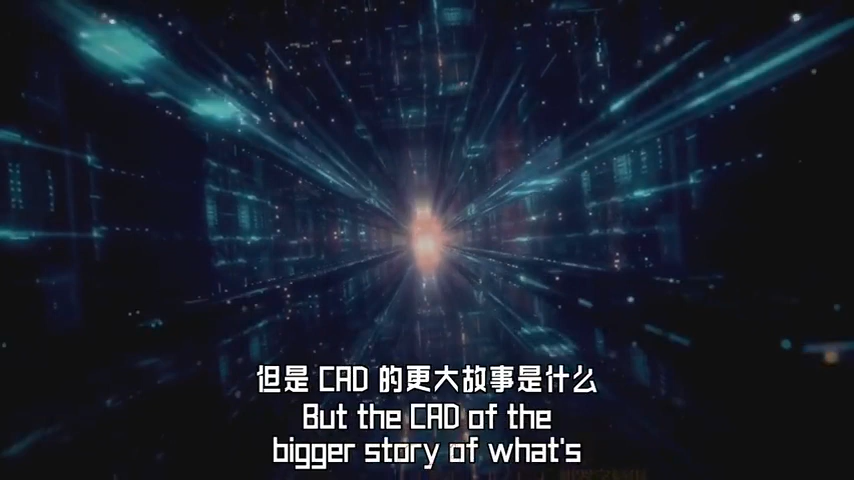 但是 CAD 的更大故事是什么
But the CAD of the
bigger story of what's